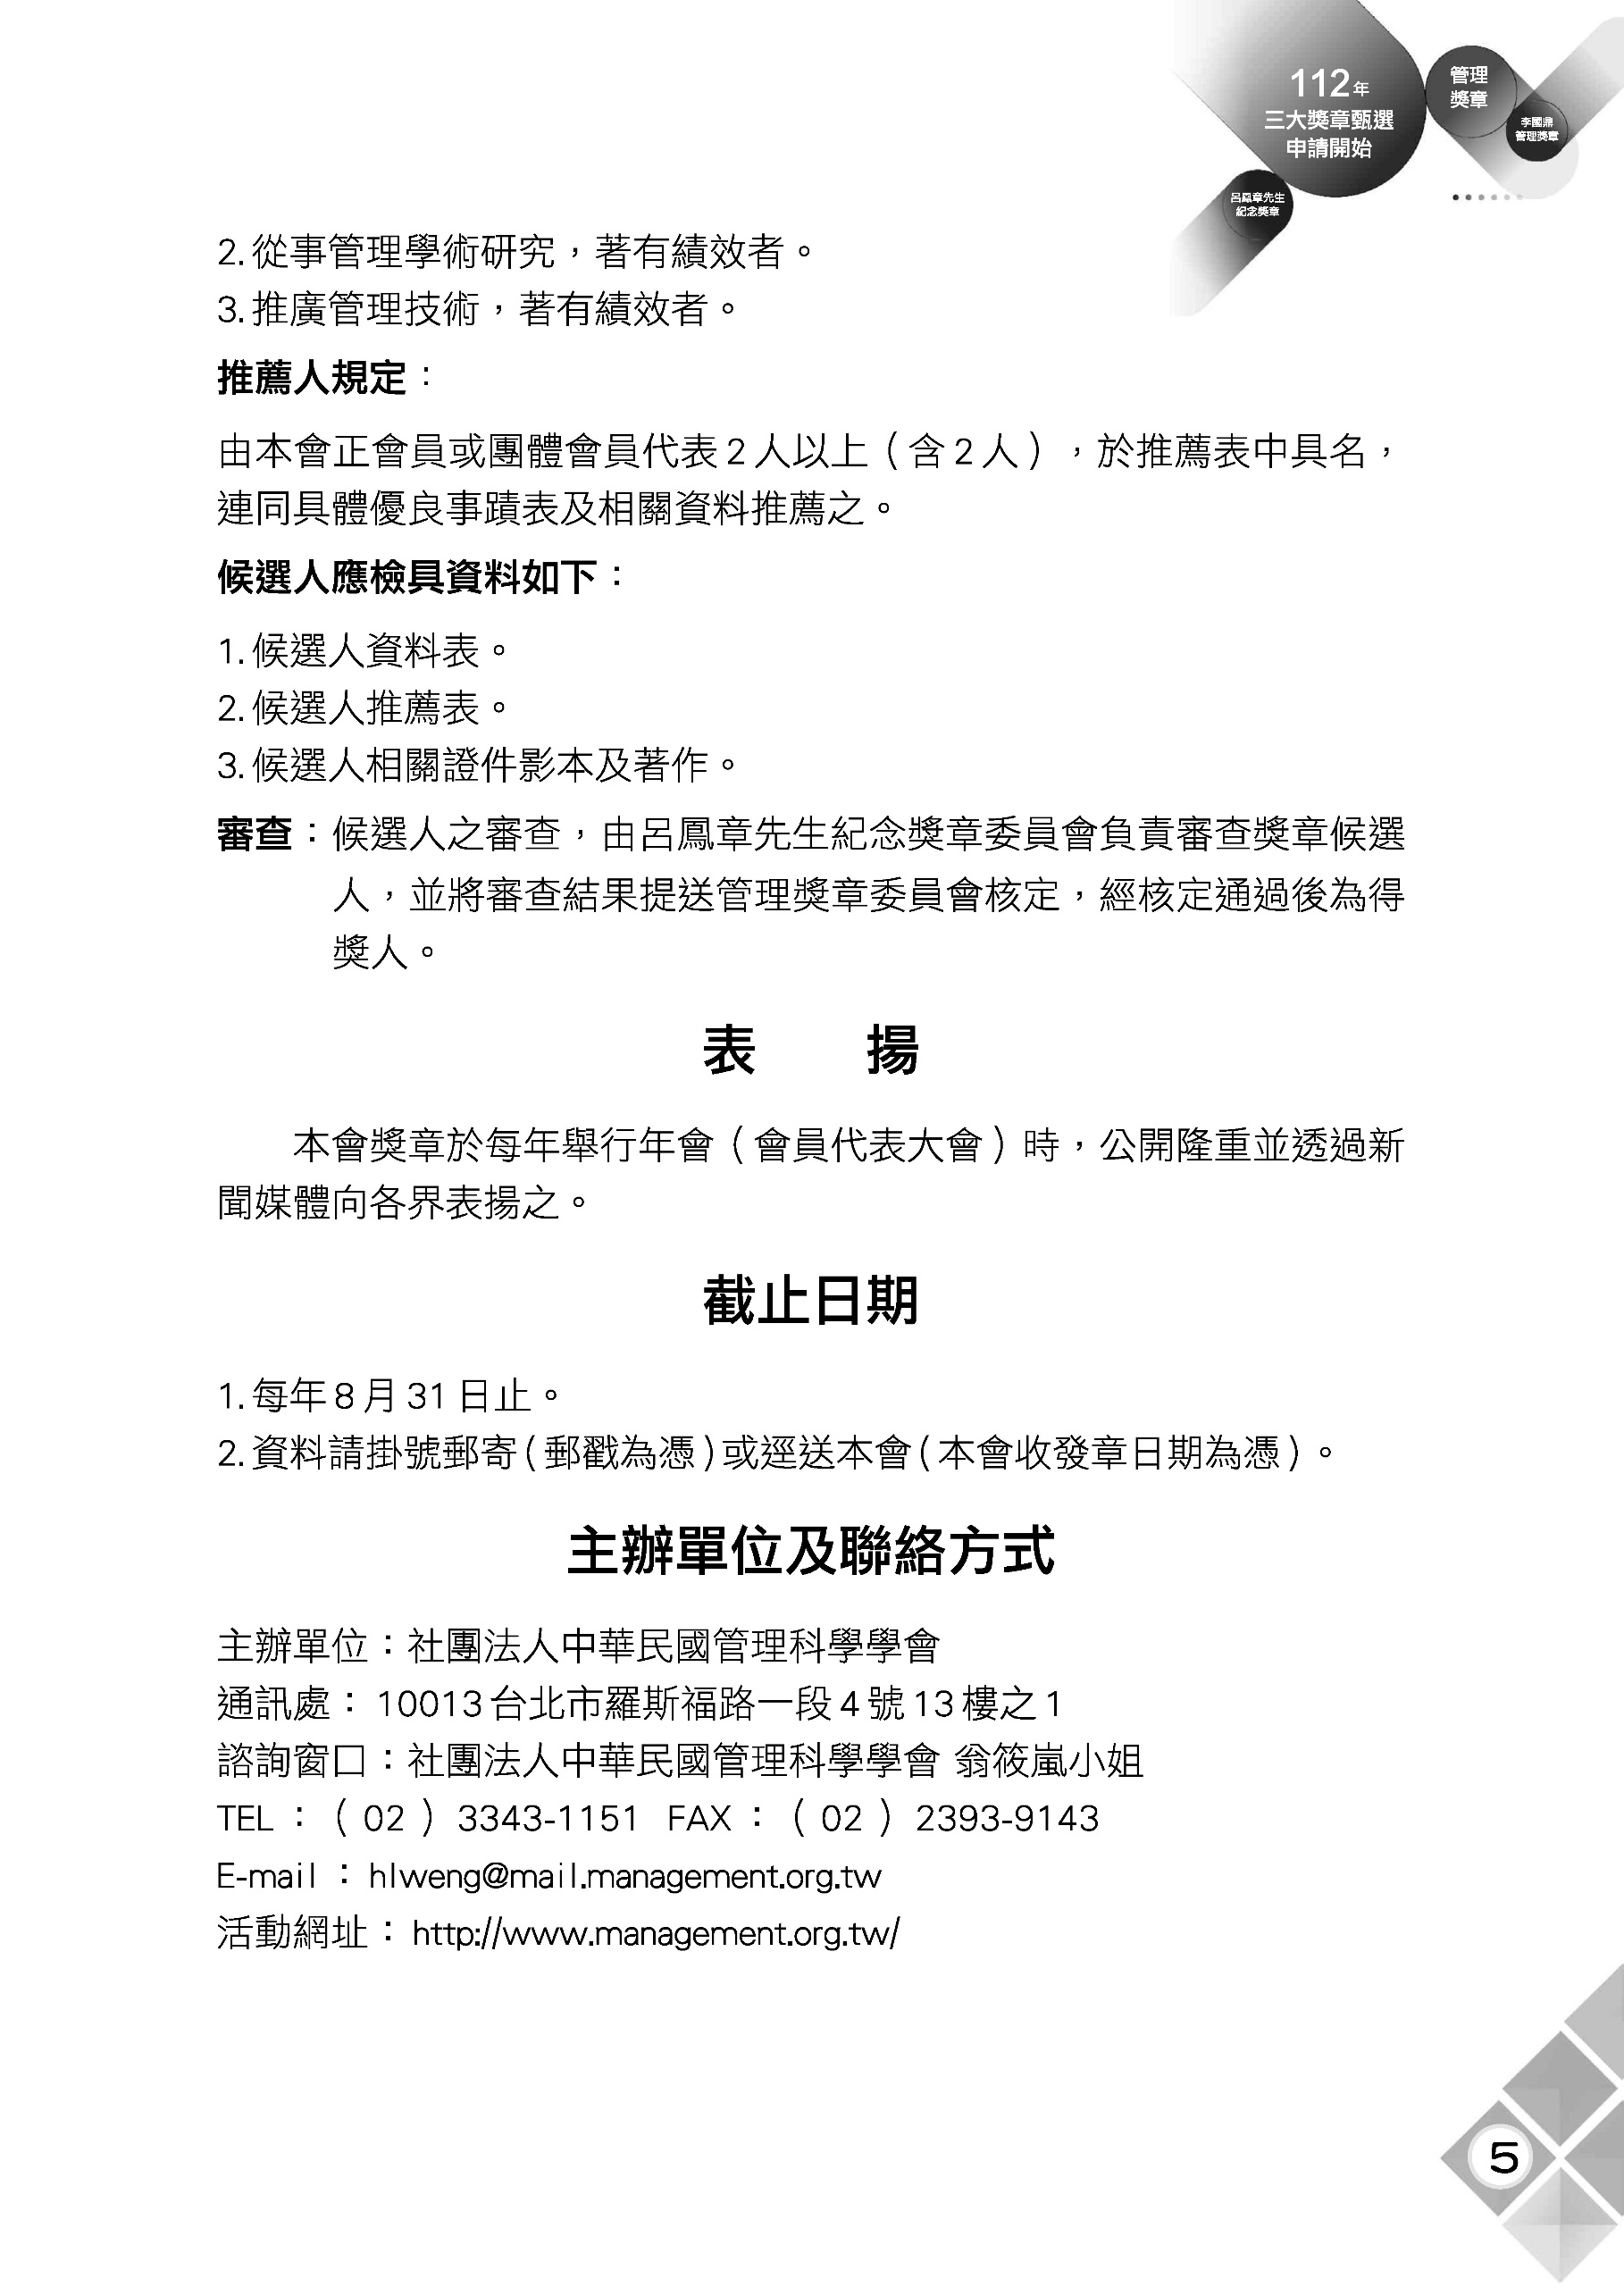 112年
三大獎章甄選
申請開始
管理
獎章
李國鼎
管理獎章
呂鳳章先生
紀念獎章
2.從事管理學術研究，著有績效者。
3.推廣管理技術，著有績效者。
推薦人規定：
由本會正會員或團體會員代表2人以上（含2人），於推薦表中具名，
連同具體優良事蹟表及相關資料推薦之。
候選人應檢具資料如下：
1.候選人資料表。
2.候選人推薦表。
3.候選人相關證件影本及著作。
審查：候選人之審查，由呂鳳章先生紀念獎章委員會負責審查獎章候選
人，並將審查結果提送管理獎章委員會核定，經核定通過後為得
獎人。
表　　揚
本會獎章於每年舉行年會（會員代表大會）時，公開隆重並透過新
聞媒體向各界表揚之。
截止日期
1.每年8月31日止。
2.資料請掛號郵寄(郵戳為憑)或逕送本會(本會收發章日期為憑)。
主辦單位及聯絡方式
主辦單位：社團法人中華民國管理科學學會
通訊處：10013台北市羅斯福路一段4號13樓之1
諮詢窗口：社團法人中華民國管理科學學會 翁筱嵐小姐
TEL：（02）3343-1151 FAX：（02）2393-9143
E-mail：hlweng@mail.management.org.tw
活動網址：http://www.management.org.tw/
5